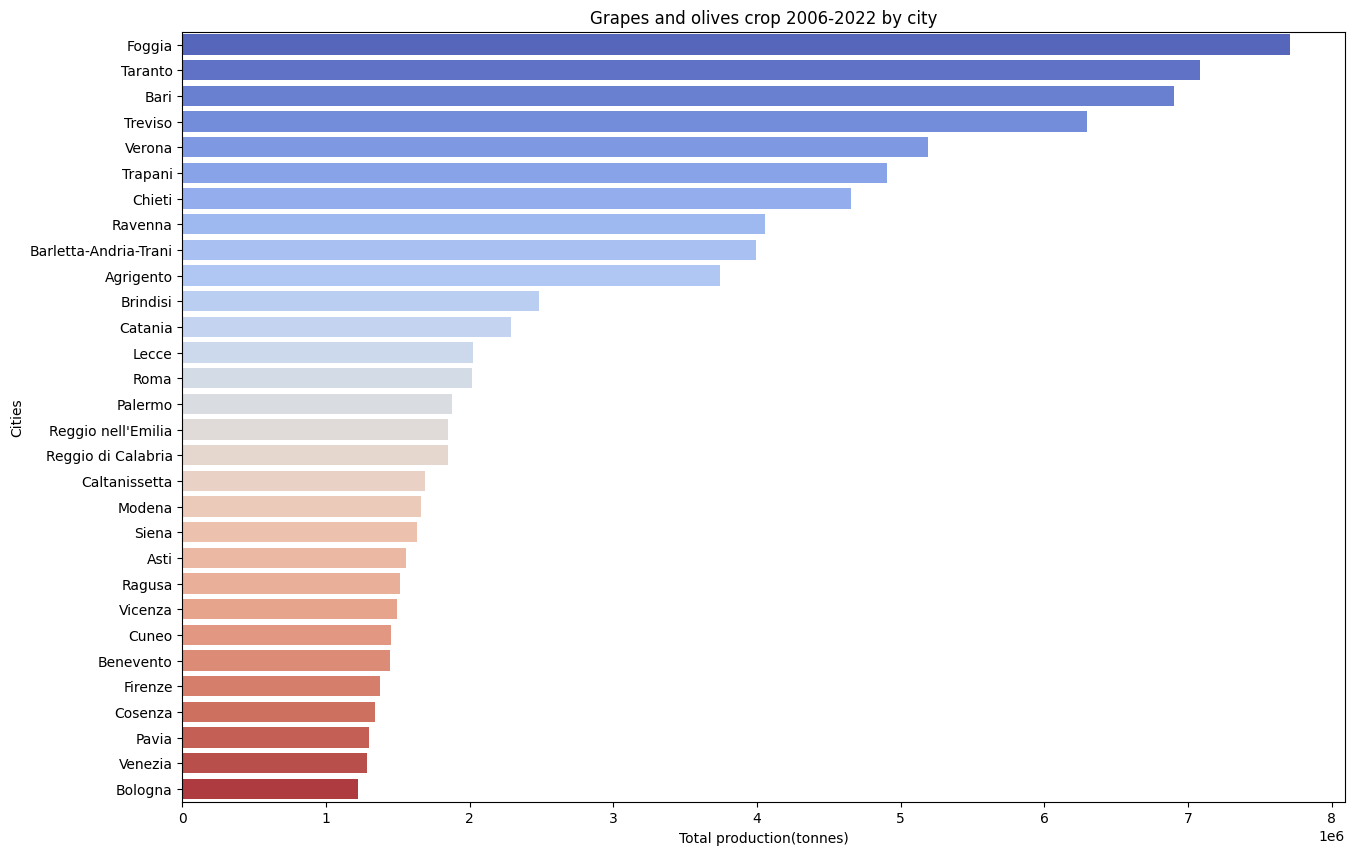 Grapes and olives crop 2006-2022 by city
Cities
Foggia
Taranto
Bari
Treviso
Verona
Trapani
Chieti
Ravenna
Barletta-Andria-Trani
Agrigento
Brindisi
Catania
Lecce
Roma
Palermo
Reggio nell'Emilia
Reggio di Calabria
Caltanissetta
Modena
Siena
Asti
Ragusa
Vicenza
Cuneo
Benevento
Firenze
Cosenza
Pavia
Venezia
Bologna
0 1 2 3 4 5 6 7 8
1e6
Total production(tonnes)